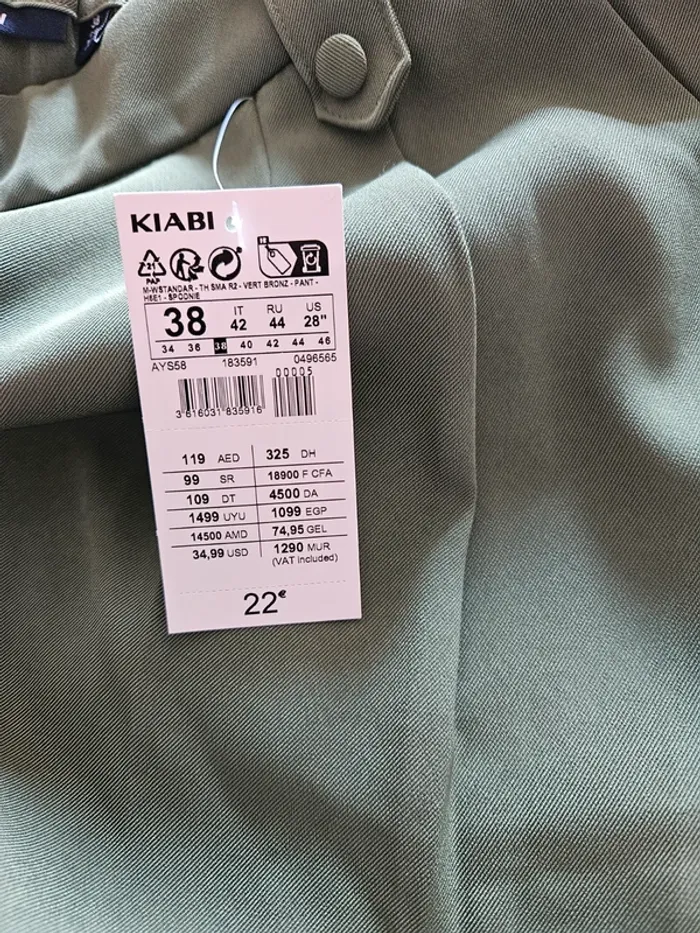 KIABI
21
PAP
M-WSTANDAR - TH SMA R2 - VERT BRONZ - PANT -
H8E1 - SPOONIE
38 IT 42 RU 44 US 28"
34 36 38 40 42 44 46
AYS58 183591 0496565
00005
3 616031 835916
119 AED 325 DH
99 SR 18900 F CFA
109 DT 4500 DA
1499 UYU 1099 EGP
14500 AMD 74,95 GEL
34,99 USD 1290 MUR
(VAT included)
22€